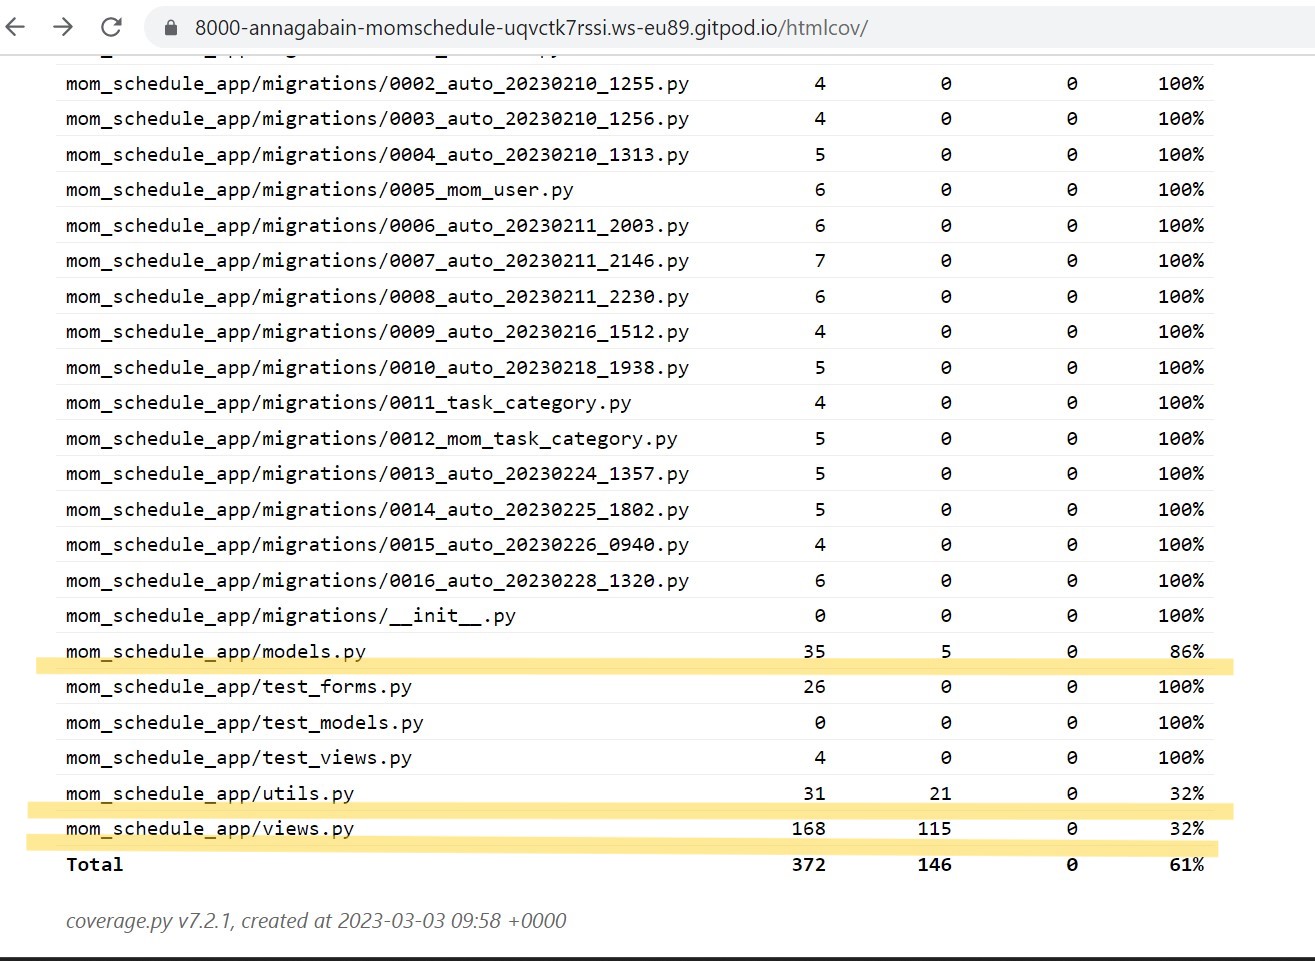 8000-annagabain-momschedule-uqvctk7rssi.ws-eu89.gitpod.io/htmlcov/
mom_schedule_app/migrations/0002_auto_20230210_1255.py 4 0 0 100%
mom_schedule_app/migrations/0003_auto_20230210_1256.py 4 0 0 100%
mom_schedule_app/migrations/0004_auto_20230210_1313.py 5 0 0 100%
mom_schedule_app/migrations/0005_mom_user.py 6 0 0 100%
mom_schedule_app/migrations/0006_auto_20230211_2003.py 6 0 0 100%
mom_schedule_app/migrations/0007_auto_20230211_2146.py 7 0 0 100%
mom_schedule_app/migrations/0008_auto_20230211_2230.py 6 0 0 100%
mom_schedule_app/migrations/0009_auto_20230216_1512.py 4 0 0 100%
mom_schedule_app/migrations/0010_auto_20230218_1938.py 5 0 0 100%
mom_schedule_app/migrations/0011_task_category.py 4 0 0 100%
mom_schedule_app/migrations/0012_mom_task_category.py 5 0 0 100%
mom_schedule_app/migrations/0013_auto_20230224_1357.py 5 0 0 100%
mom_schedule_app/migrations/0014_auto_20230225_1802.py 5 0 0 100%
mom_schedule_app/migrations/0015_auto_20230226_0940.py 4 0 0 100%
mom_schedule_app/migrations/0016_auto_20230228_1320.py 6 0 0 100%
mom_schedule_app/migrations/__init__.py 0 0 0 100%
mom_schedule_app/models.py 35 5 0 86%
mom_schedule_app/test_forms.py 26 0 0 100%
mom_schedule_app/test_models.py 0 0 0 100%
mom_schedule_app/test_views.py 4 0 0 100%
mom_schedule_app/utils.py 31 21 0 32%
mom_schedule_app/views.py 168 115 0 32%
Total 372 146 0 61%
coverage.py v7.2.1, created at 2023-03-03 09:58 +0000